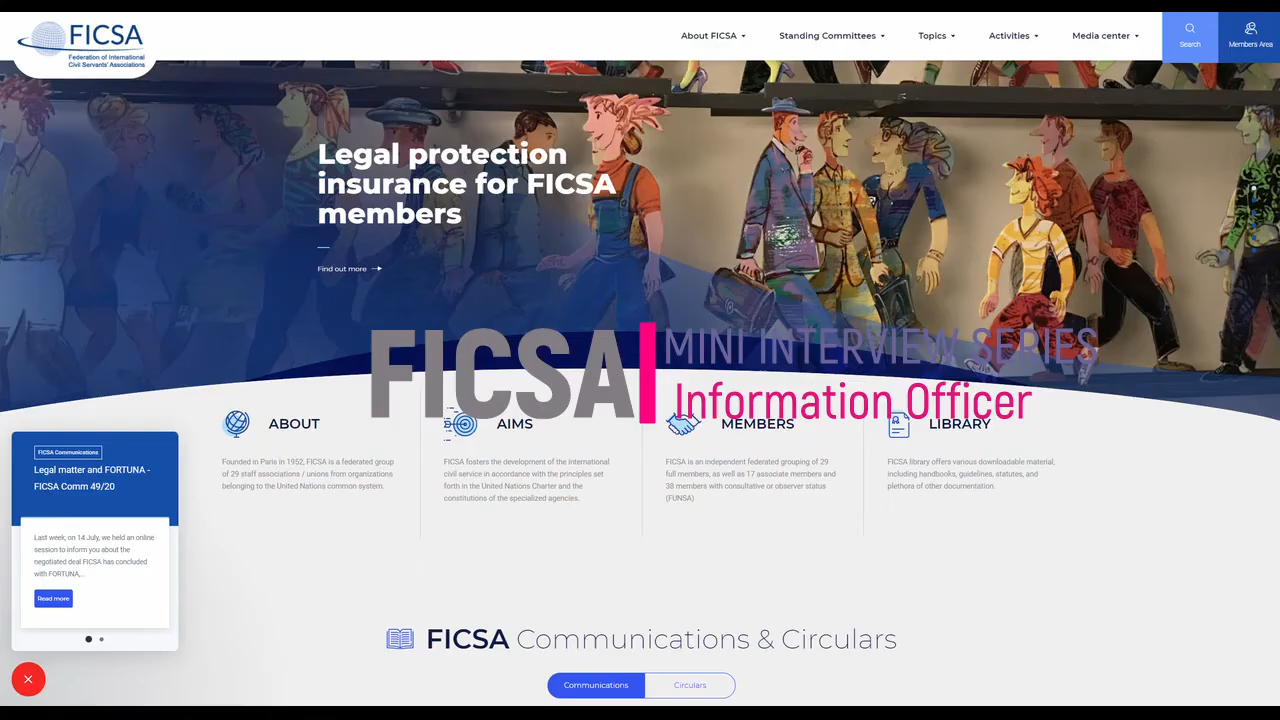 FICSA
Federation of International
Civil Servants' Associations
About FICSA
Standing Committees
Topics
Activities
Media center
Search
Members Area
Legal protection
insurance for FICSA
members
Find out more
FICSA
MINI INTERVIEW SERIES
Information Officer
ABOUT
Founded in Paris in 1952, FICSA is a federated group
of 29 staff associations / unions from organizations
belonging to the United Nations common system.
AIMS
FICSA fosters the development of the international
civil service in accordance with the principles set
forth in the United Nations Charter and the
constitutions of the specialized agencies.
MEMBERS
FICSA is an independent federated grouping of 29
full members, as well as 17 associate members and
38 members with consultative or observer status
(FUNSA)
LIBRARY
FICSA library offers various downloadable material,
including handbooks, guidelines, statutes, and
plethora of other documentation.
FICSA Communications
Legal matter and FORTUNA -
FICSA Comm 49/20
Last week, on 14 July, we held an online
session to inform you about the
negotiated deal FICSA has concluded
with FORTUNA,...
Read more
FICSA Communications & Circulars
Communications
Circulars